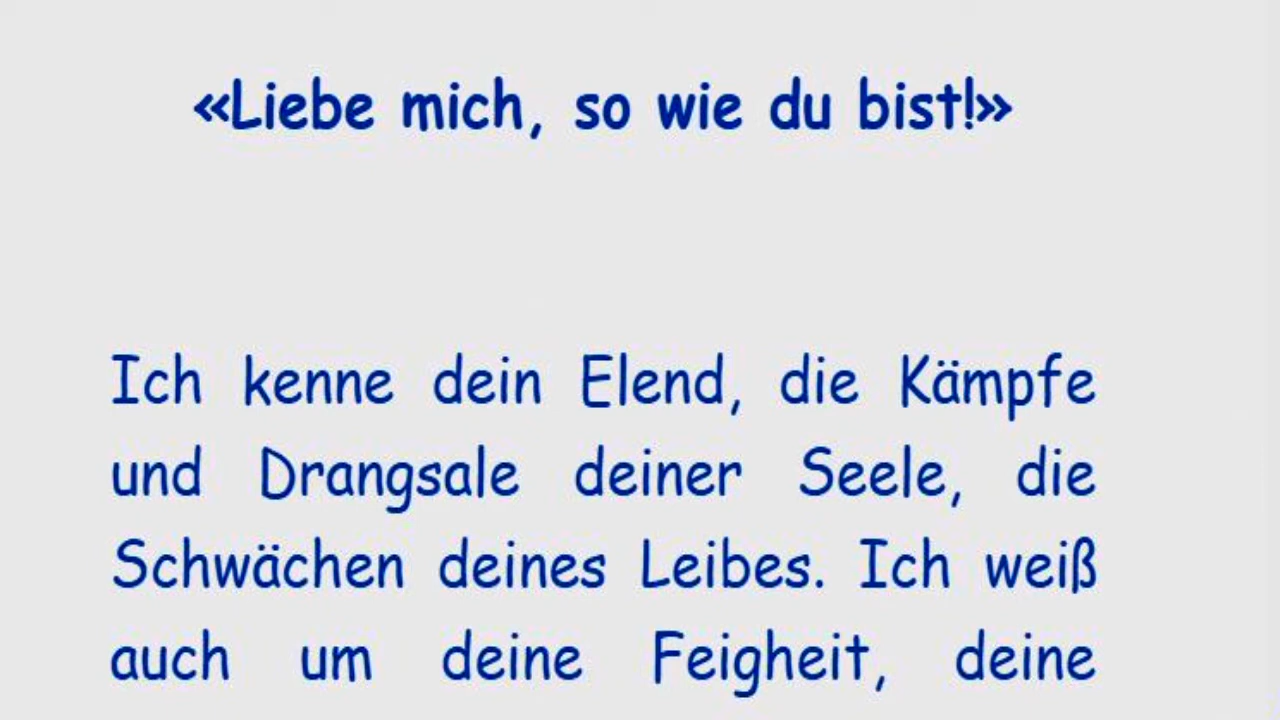 «Liebe mich, so wie du bist!»
Ich kenne dein Elend, die Kämpfe
und Drangsale deiner Seele, die
Schwächen deines Leibes. Ich weiß
auch um deine Feigheit, deine